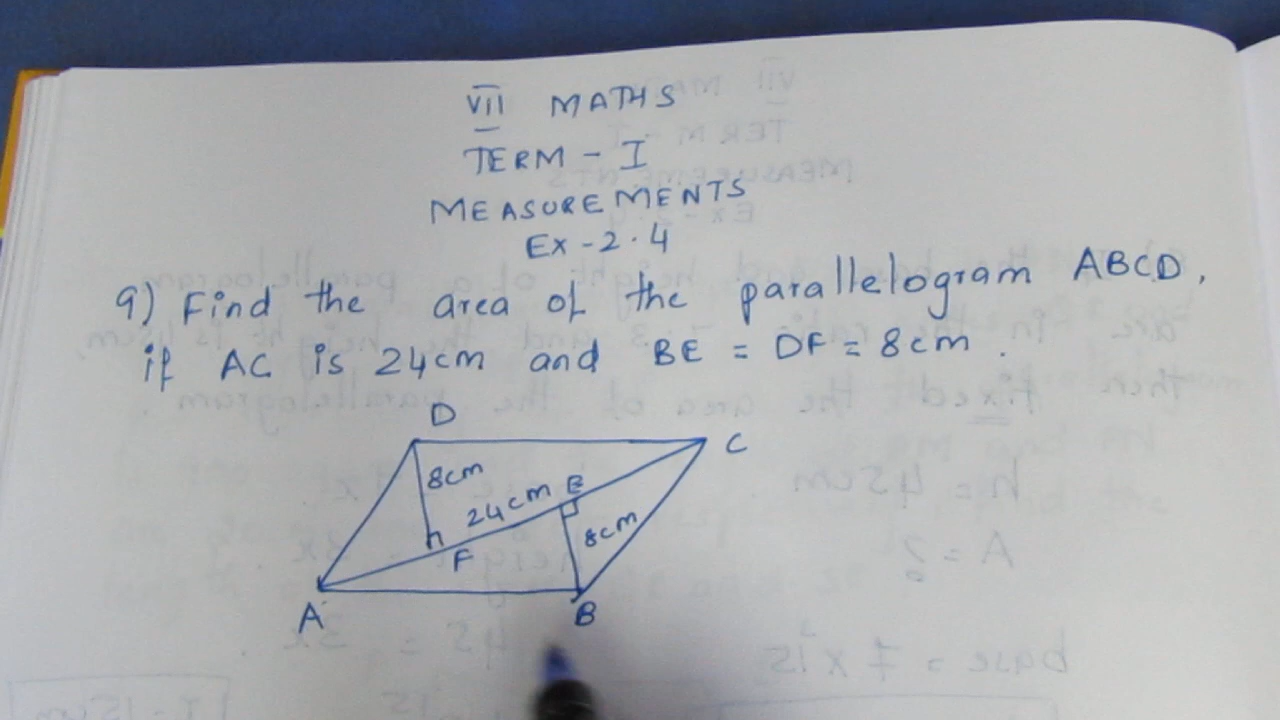 VII MATHS
TERM - I
MEASUREMENTS
Ex - 2.4
9) Find the area of the parallelogram ABCD,
if AC is 24cm and BE = DF = 8cm.
D
C
8cm
24cm
E
8cm
F
A
B